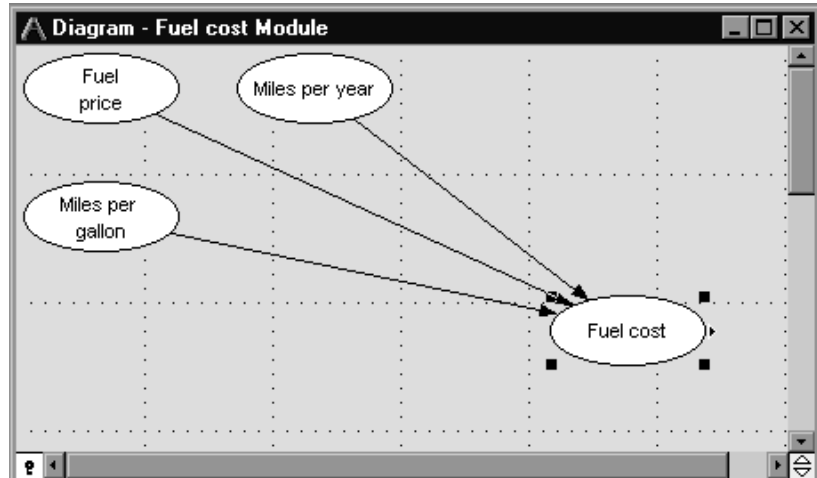 Diagram - Fuel cost Module
Fuel
price
Miles per year
Miles per
gallon
Fuel cost
?